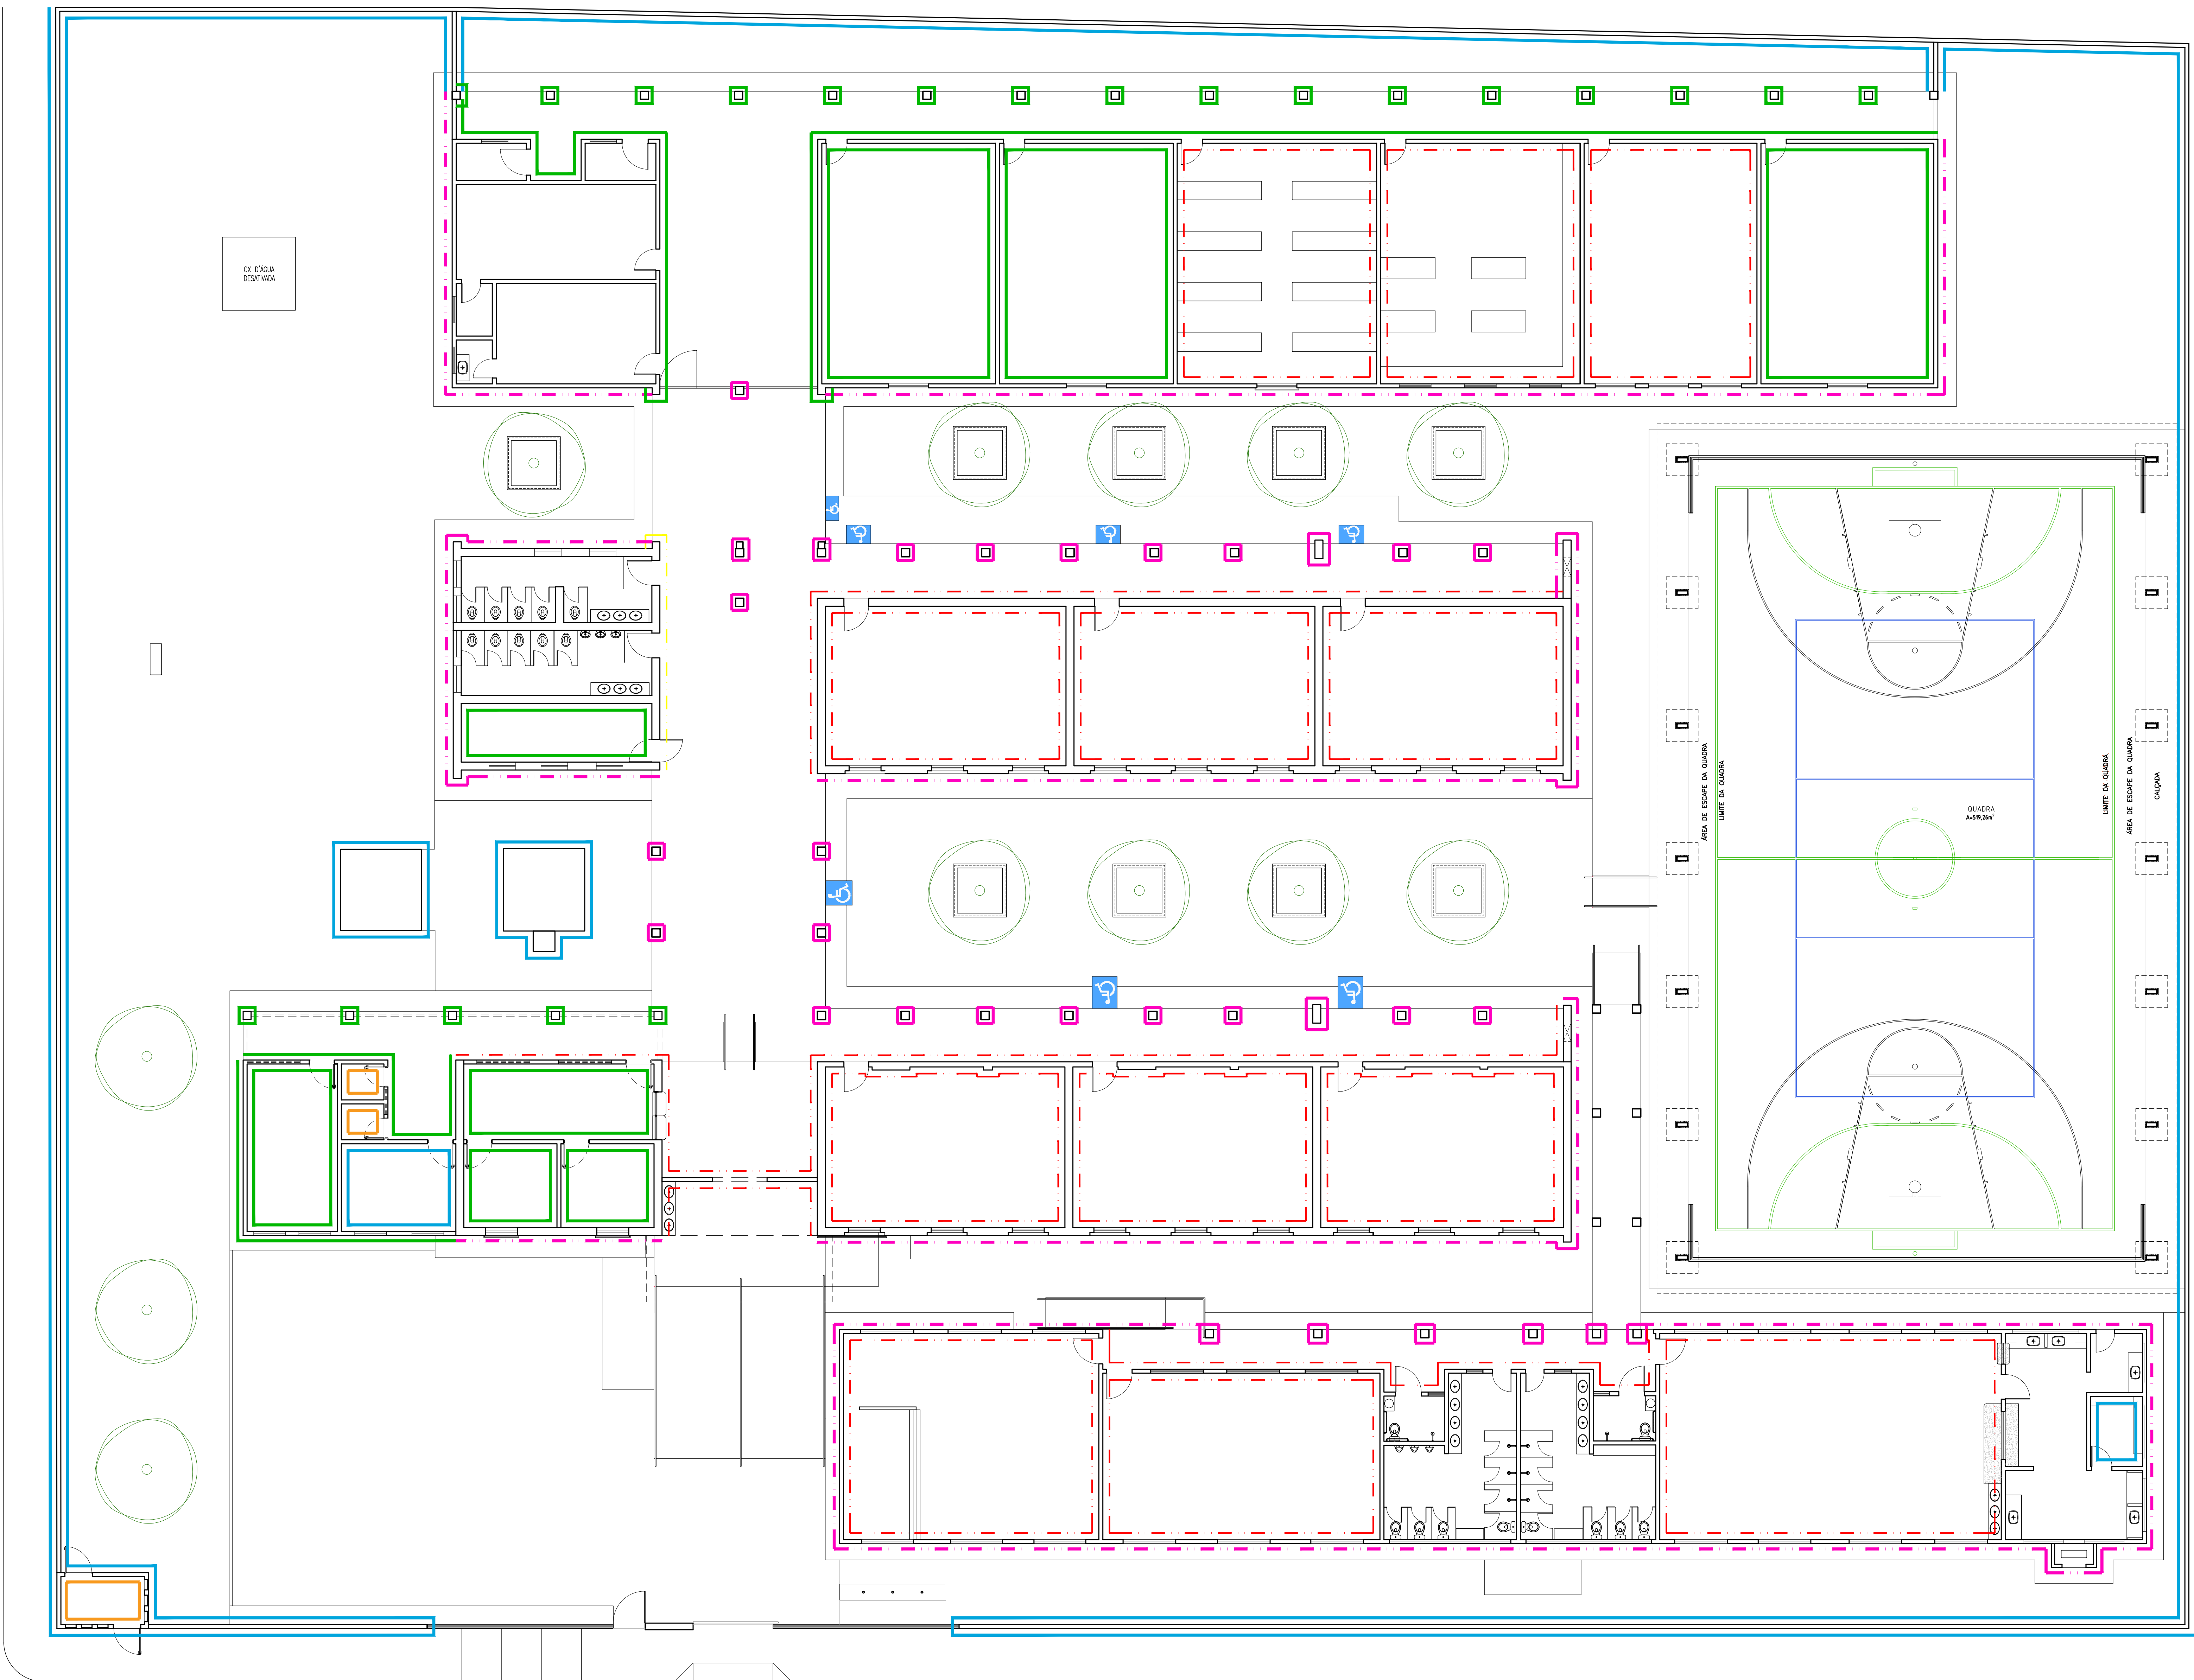 CX D'ÁGUA
DESATIVADA
ÁREA DE ESCAPE DA QUADRA
LIMITE DA QUADRA
QUADRA
A=519,26m²
LIMITE DA QUADRA
ÁREA DE ESCAPE DA QUADRA
CALÇADA